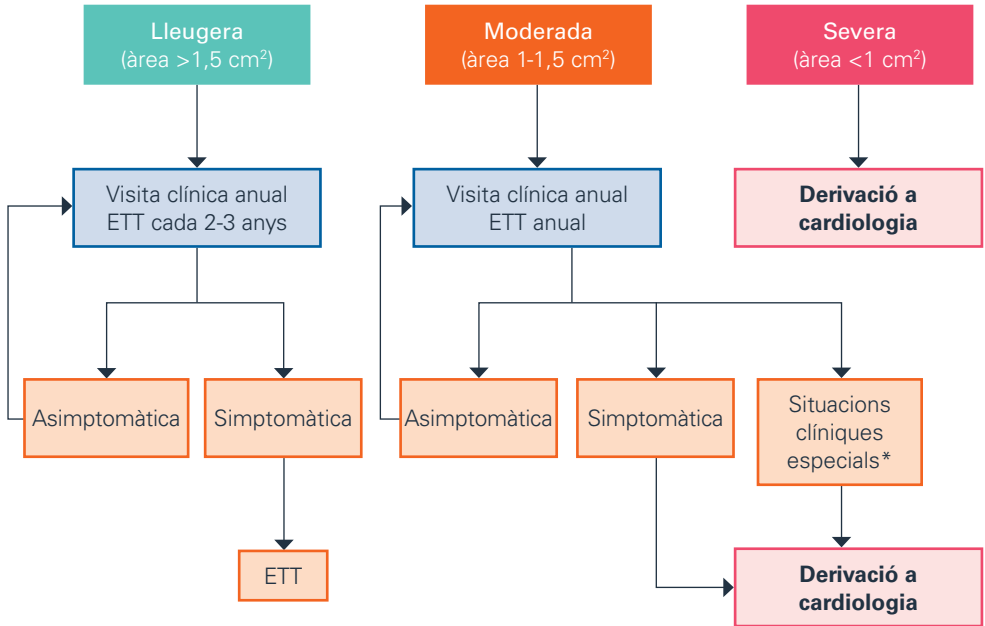 Lleugera
(àrea >1,5 cm²)
Moderada
(àrea 1-1,5 cm²)
Severa
(àrea <1 cm²)
Visita clínica anual
ETT cada 2-3 anys
Visita clínica anual
ETT anual
Derivació a
cardiologia
Asimptomàtica
Simptomàtica
Asimptomàtica
Simptomàtica
Situacions
clíniques
especials*
ETT
Derivació a
cardiologia